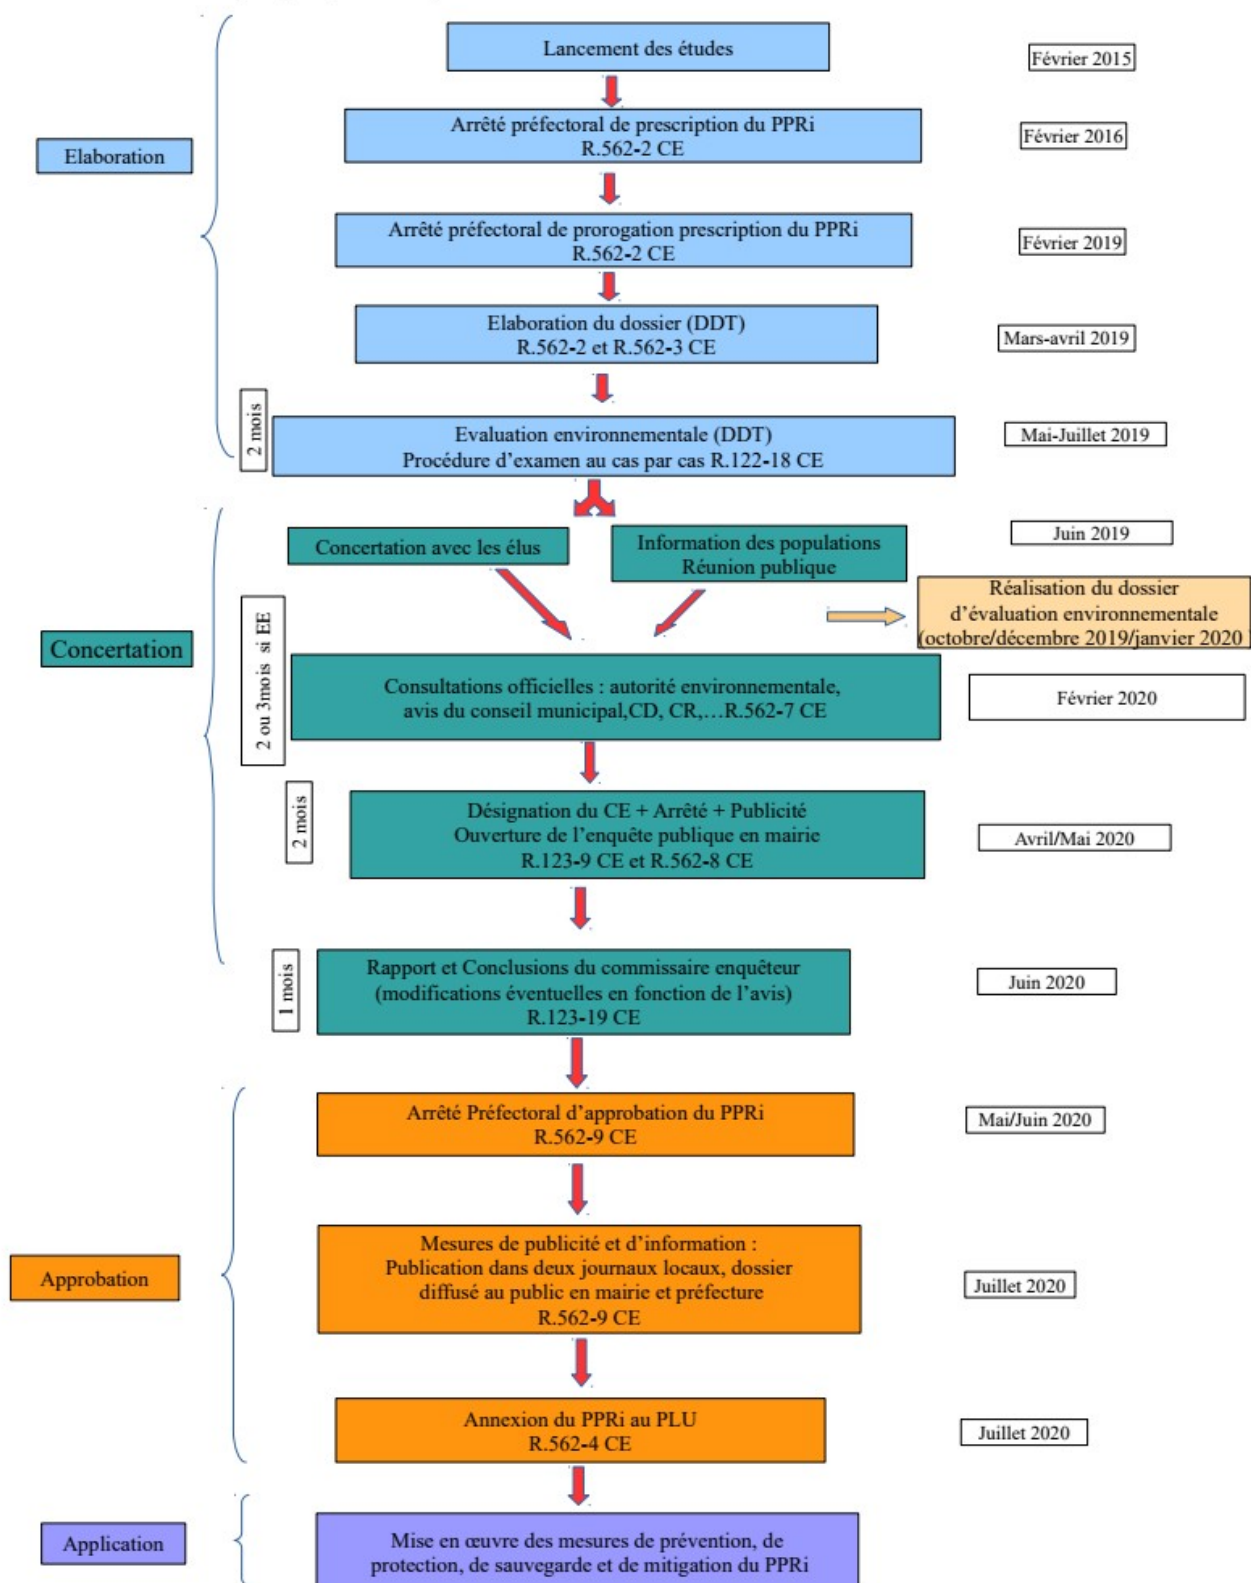 Lancement des études
Février 2015
Arrêté préfectoral de prescription du PPRi
R.562-2 CE
Février 2016
Elaboration
Arrêté préfectoral de prorogation prescription du PPRi
R.562-2 CE
Février 2019
Elaboration du dossier (DDT)
R.562-2 et R.562-3 CE
Mars-avril 2019
2 mois
Evaluation environnementale (DDT)
Procédure d’examen au cas par cas R.122-18 CE
Mai-Juillet 2019
Concertation avec les élus
Information des populations
Réunion publique
Juin 2019
Réalisation du dossier
d’évaluation environnementale
(octobre/décembre 2019/janvier 2020 )
Concertation
2 ou 3mois si EE
Consultations officielles : autorité environnementale,
avis du conseil municipal,CD, CR,…R.562-7 CE
Février 2020
2 mois
Désignation du CE + Arrêté + Publicité
Ouverture de l’enquête publique en mairie
R.123-9 CE et R.562-8 CE
Avril/Mai 2020
1 mois
Rapport et Conclusions du commissaire enquêteur
(modifications éventuelles en fonction de l’avis)
R.123-19 CE
Juin 2020
Arrêté Préfectoral d’approbation du PPRi
R.562-9 CE
Mai/Juin 2020
Approbation
Mesures de publicité et d’information :
Publication dans deux journaux locaux, dossier
diffusé au public en mairie et préfecture
R.562-9 CE
Juillet 2020
Annexion du PPRi au PLU
R.562-4 CE
Juillet 2020
Application
Mise en œuvre des mesures de prévention, de
protection, de sauvegarde et de mitigation du PPRi